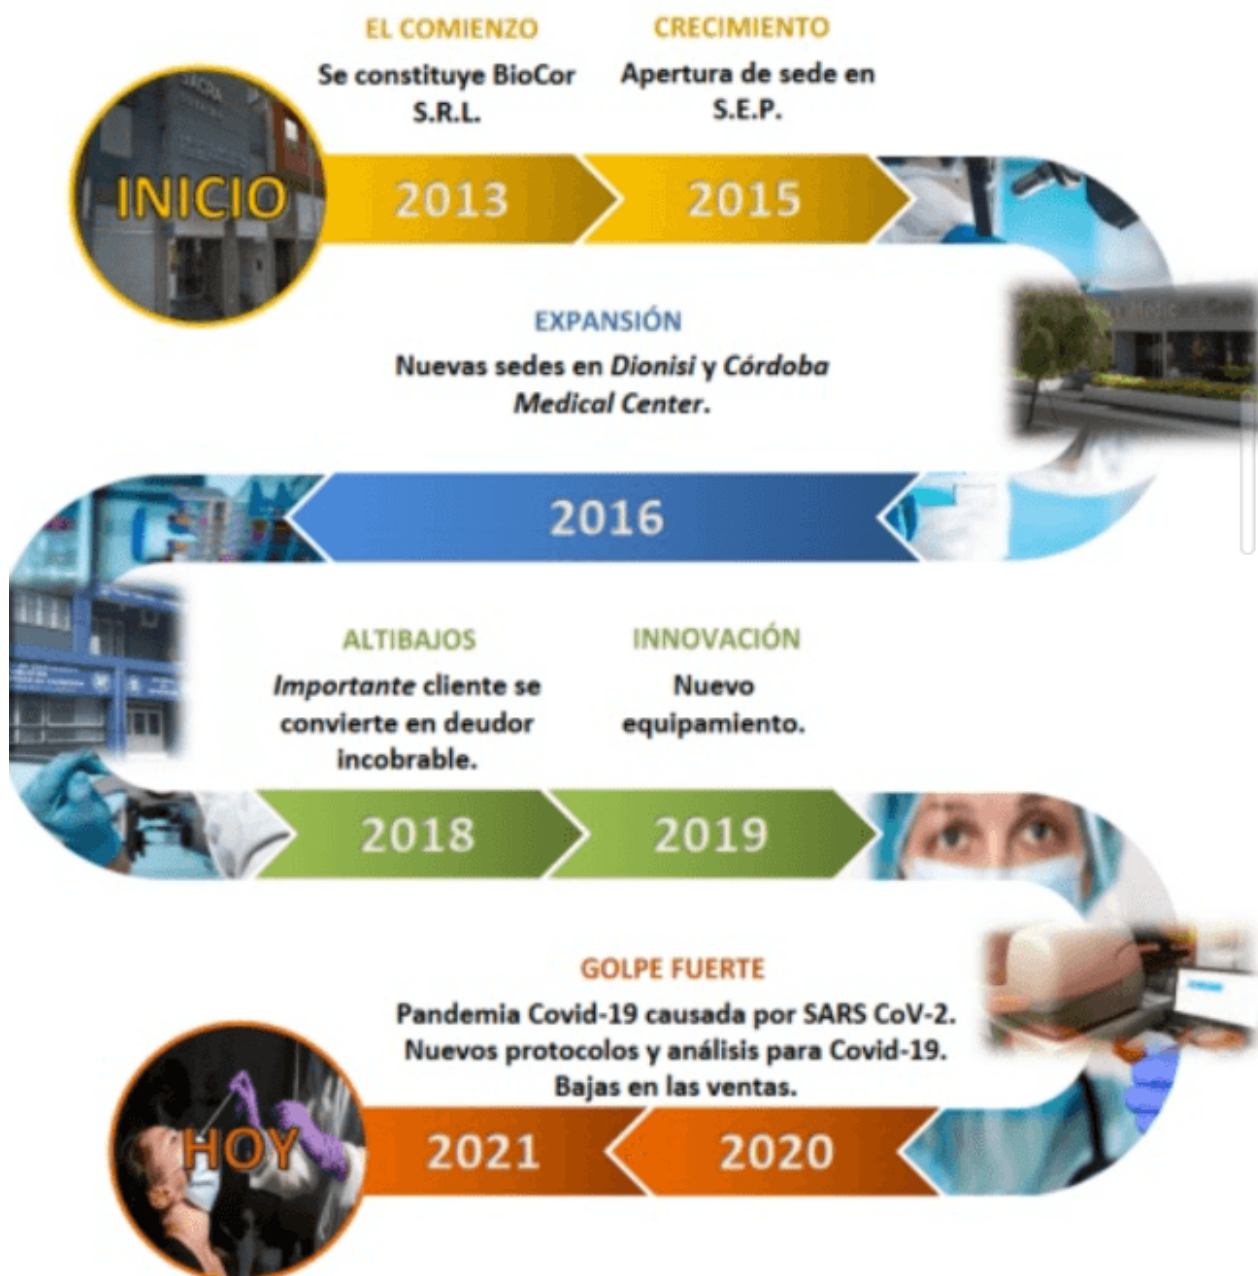 EL COMIENZO
Se constituye BioCor
S.R.L.
CRECIMIENTO
Apertura de sede en
S.E.P.
INICIO
2013
2015
EXPANSIÓN
Nuevas sedes en Dionisi y Córdoba
Medical Center.
2016
ALTIBAJOS
Importante cliente se
convierte en deudor
incobrable.
INNOVACIÓN
Nuevo
equipamiento.
2018
2019
GOLPE FUERTE
Pandemia Covid-19 causada por SARS CoV-2.
Nuevos protocolos y análisis para Covid-19.
Bajas en las ventas.
HOY
2021
2020